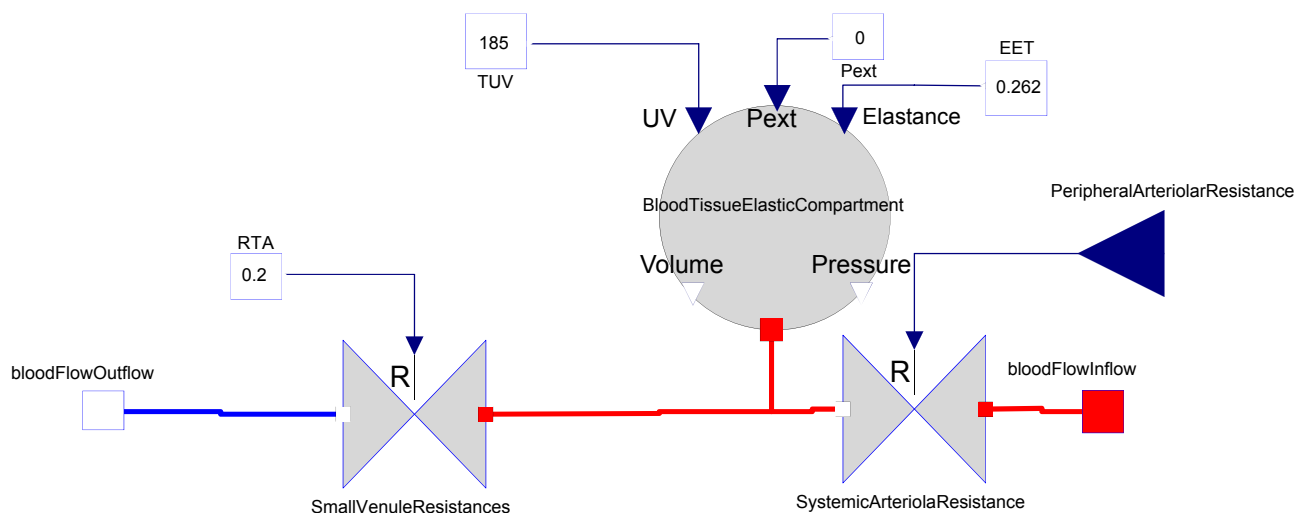 185
TUV
0
Pext
EET
0.262
UV
Pext
Elastance
BloodTissueElasticCompartment
PeripheralArteriolarResistance
RTA
0.2
Volume
Pressure
bloodFlowOutflow
R
R
bloodFlowInflow
SmallVenuleResistances
SystemicArteriolaResistance